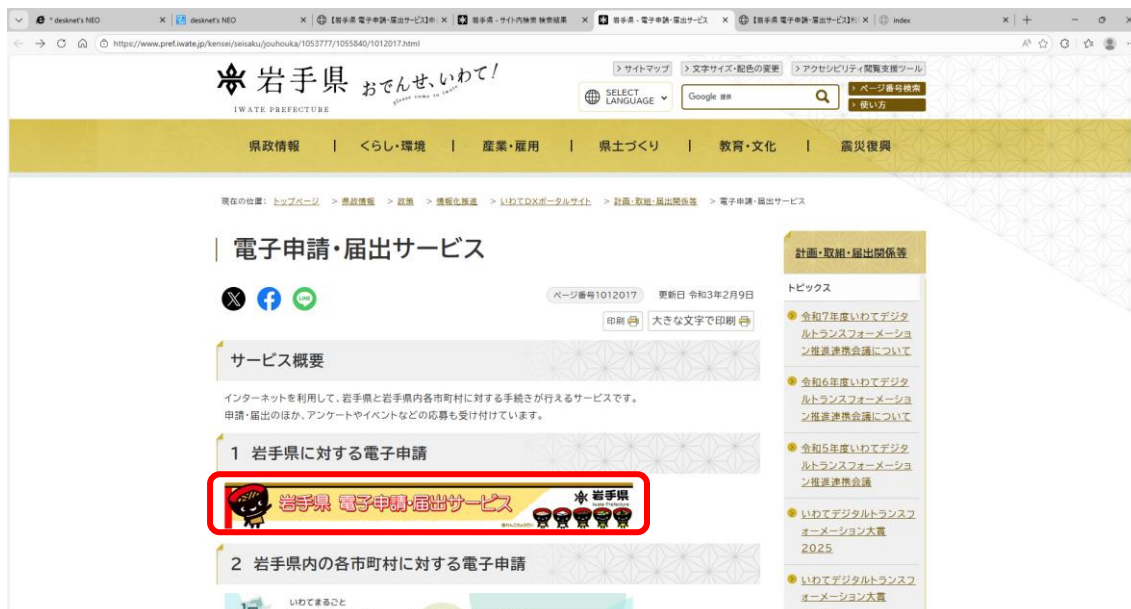 * desknet's NEO
desknet's NEO
【岩手県 電子申請・届出サービス】申
岩手県 - サイト内検索 検索結果
岩手県 - 電子申請・届出サービス
【岩手県 電子申請・届出サービス】
index
https://www.pref.iwate.jp/kensei/seisaku/jouhouka/1053777/1055840/1012017.html
岩手県
IWATE PREFECTURE
おでんせ、いわて!
please come to Iwate
サイトマップ
文字サイズ・配色の変更
アクセシビリティ閲覧支援ツール
SELECT
LANGUAGE
Google 提供
ページ番号検索
使い方
県政情報
くらし・環境
産業・雇用
県土づくり
教育・文化
震災復興
現在の位置： トップページ > 県政情報 > 政策 > 情報化推進 > いわてDXポータルサイト > 計画・取組・届出関係等 > 電子申請・届出サービス
電子申請・届出サービス
ページ番号1012017 更新日 令和3年2月9日
印刷
大きな文字で印刷
サービス概要
インターネットを利用して、岩手県と岩手県内各市町村に対する手続きが行えるサービスです。
申請・届出のほか、アンケートやイベントなどの応募も受け付けています。
1 岩手県に対する電子申請
岩手県 電子申請・届出サービス
岩手県
2 岩手県内の各市町村に対する電子申請
いわてまるごと
計画・取組・届出関係等
トピックス
令和7年度いわてデジタ
ルトランスフォーメーショ
ン推進連携会議について
令和6年度いわてデジタ
ルトランスフォーメーショ
ン推進連携会議について
令和5年度いわてデジタ
ルトランスフォーメーショ
ン推進連携会議
いわてデジタルトランスフ
ォーメーション大賞
2025
いわてデジタルトランスフ
ォーメーション大賞